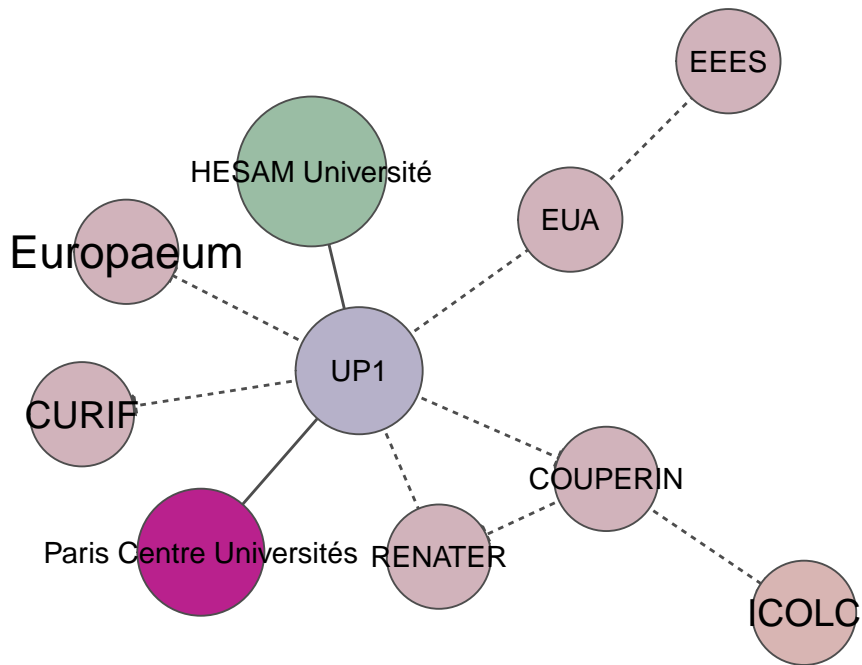 EEES
HESAM Université
EUA
Europaeum
UP1
CURIF
COUPERIN
Paris Centre Universités
RENATER
ICOLC